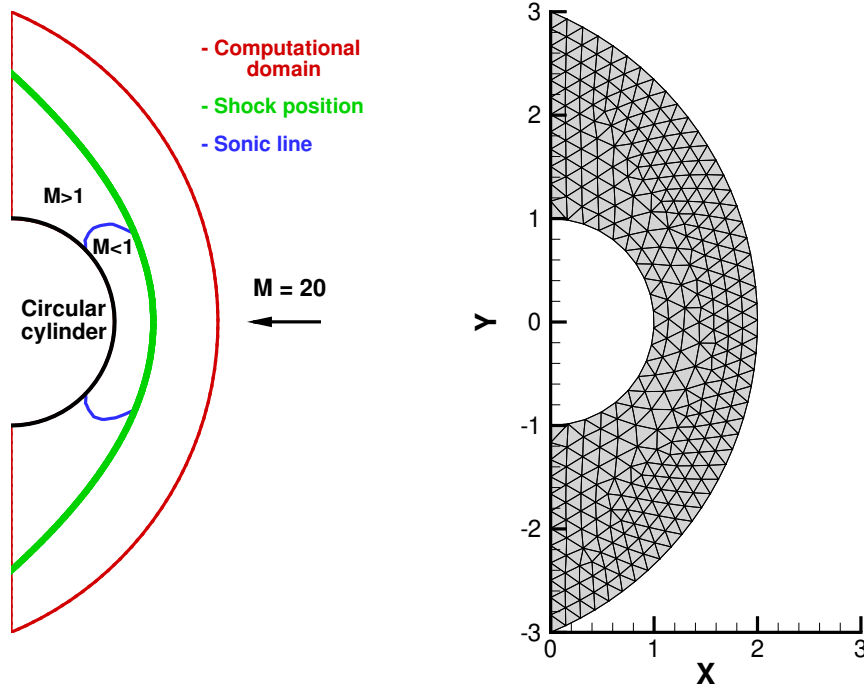 - Computational
domain
- Shock position
- Sonic line
M>1
M<1
Circular
cylinder
M = 20
3
2
1
0
-1
-2
-3
Y
0
1
2
3
X